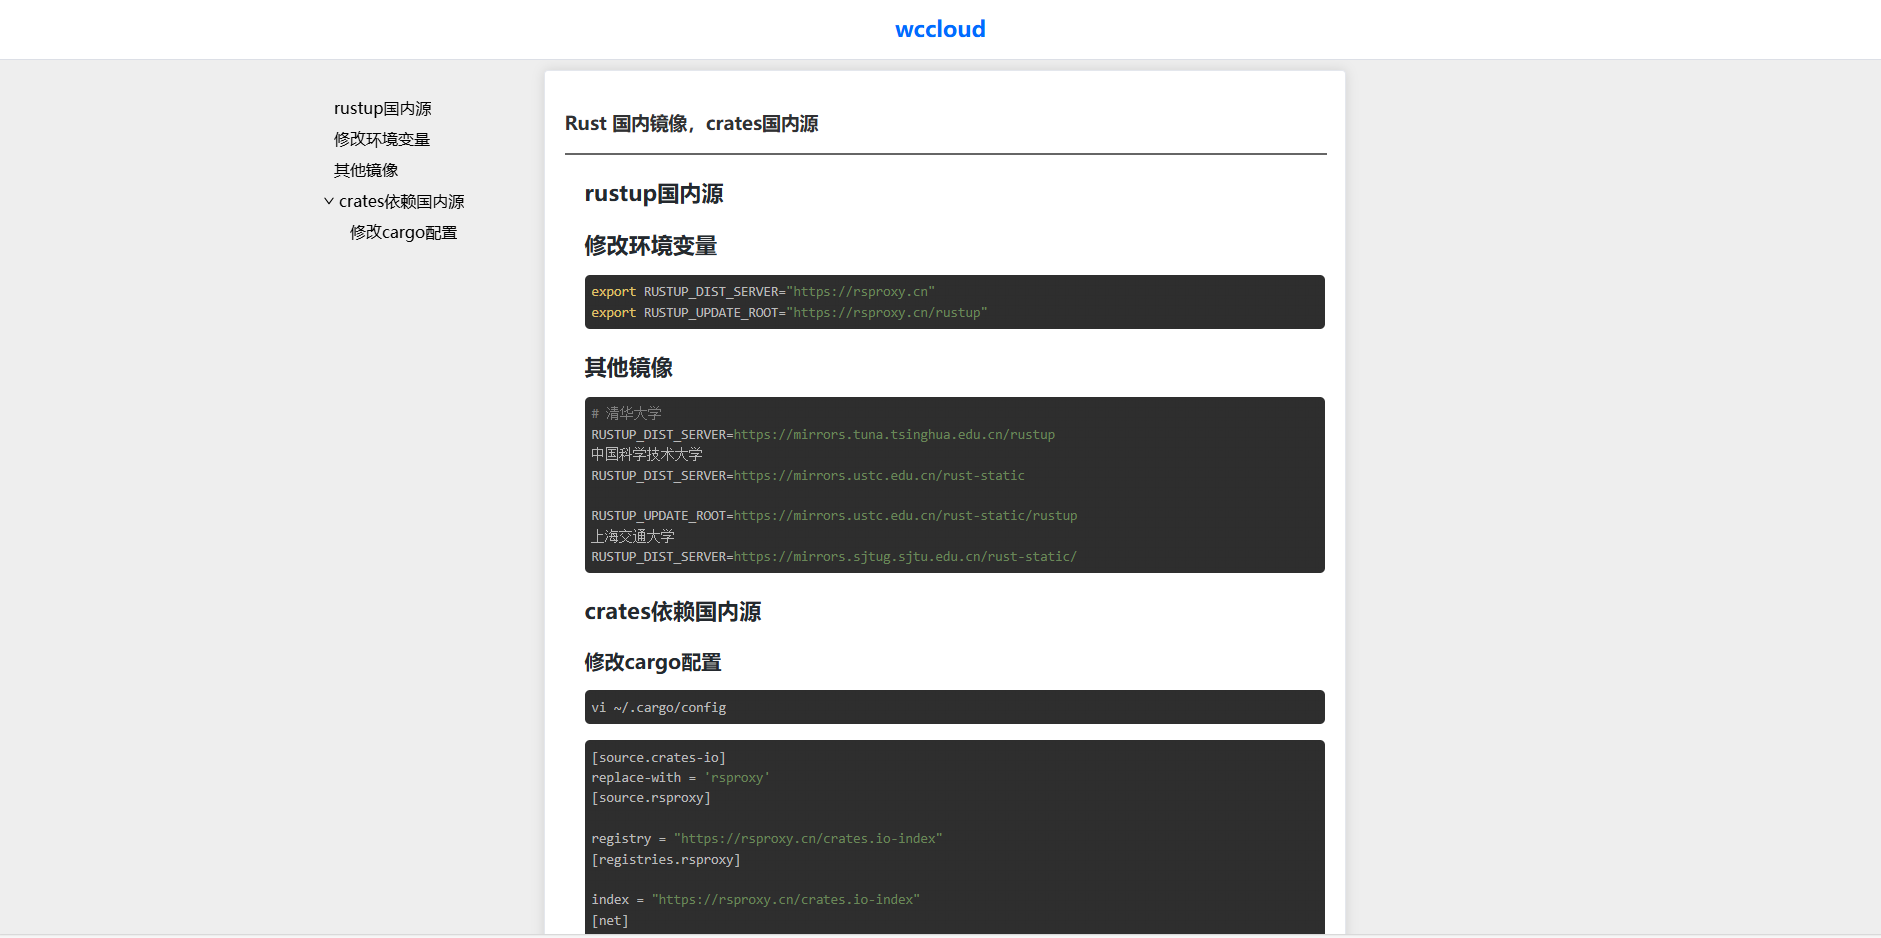 wccloud
rustup国内源
修改环境变量
其他镜像
crates依赖国内源
修改cargo配置
Rust 国内镜像，crates国内源
rustup国内源
修改环境变量
export RUSTUP_DIST_SERVER="https://rsproxy.cn"
export RUSTUP_UPDATE_ROOT="https://rsproxy.cn/rustup"
其他镜像
# 清华大学
RUSTUP_DIST_SERVER=https://mirrors.tuna.tsinghua.edu.cn/rustup
中国科学技术大学
RUSTUP_DIST_SERVER=https://mirrors.ustc.edu.cn/rust-static
RUSTUP_UPDATE_ROOT=https://mirrors.ustc.edu.cn/rust-static/rustup
上海交通大学
RUSTUP_DIST_SERVER=https://mirrors.sjtug.sjtu.edu.cn/rust-static/
crates依赖国内源
修改cargo配置
vi ~/.cargo/config
[source.crates-io]
replace-with = 'rsproxy'
[source.rsproxy]
registry = "https://rsproxy.cn/crates.io-index"
[registries.rsproxy]
index = "https://rsproxy.cn/crates.io-index"
[net]